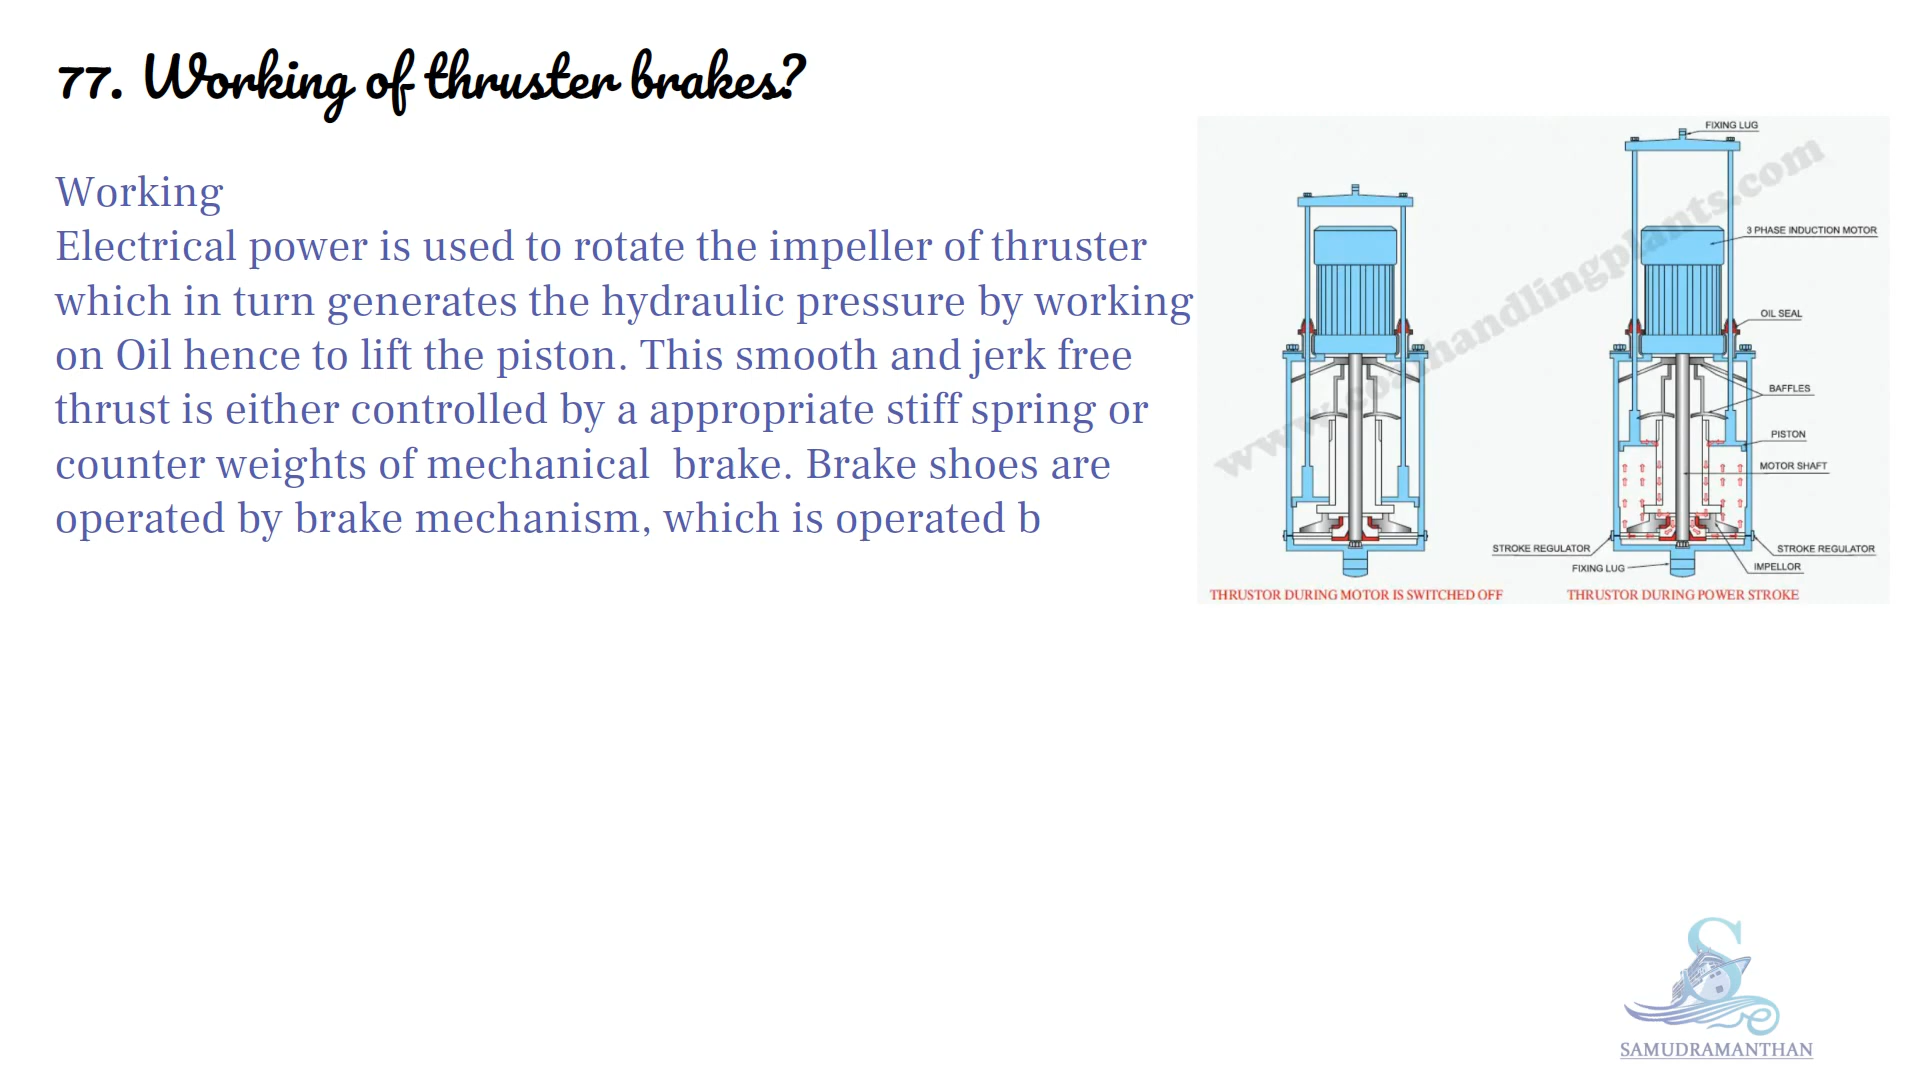 77. Working of thruster brakes?
Working
Electrical power is used to rotate the impeller of thruster
which in turn generates the hydraulic pressure by working
on Oil hence to lift the piston. This smooth and jerk free
thrust is either controlled by a appropriate stiff spring or
counter weights of mechanical  brake. Brake shoes are
operated by brake mechanism, which is operated b
FIXING LUG
3 PHASE INDUCTION MOTOR
OIL SEAL
BAFFLES
PISTON
MOTOR SHAFT
STROKE REGULATOR
STROKE REGULATOR
FIXING LUG
IMPELLOR
THRUSTOR DURING MOTOR IS SWITCHED OFF
THRUSTOR DURING POWER STROKE
www.coalhandlingplants.com
SAMUDRAMANTHAN